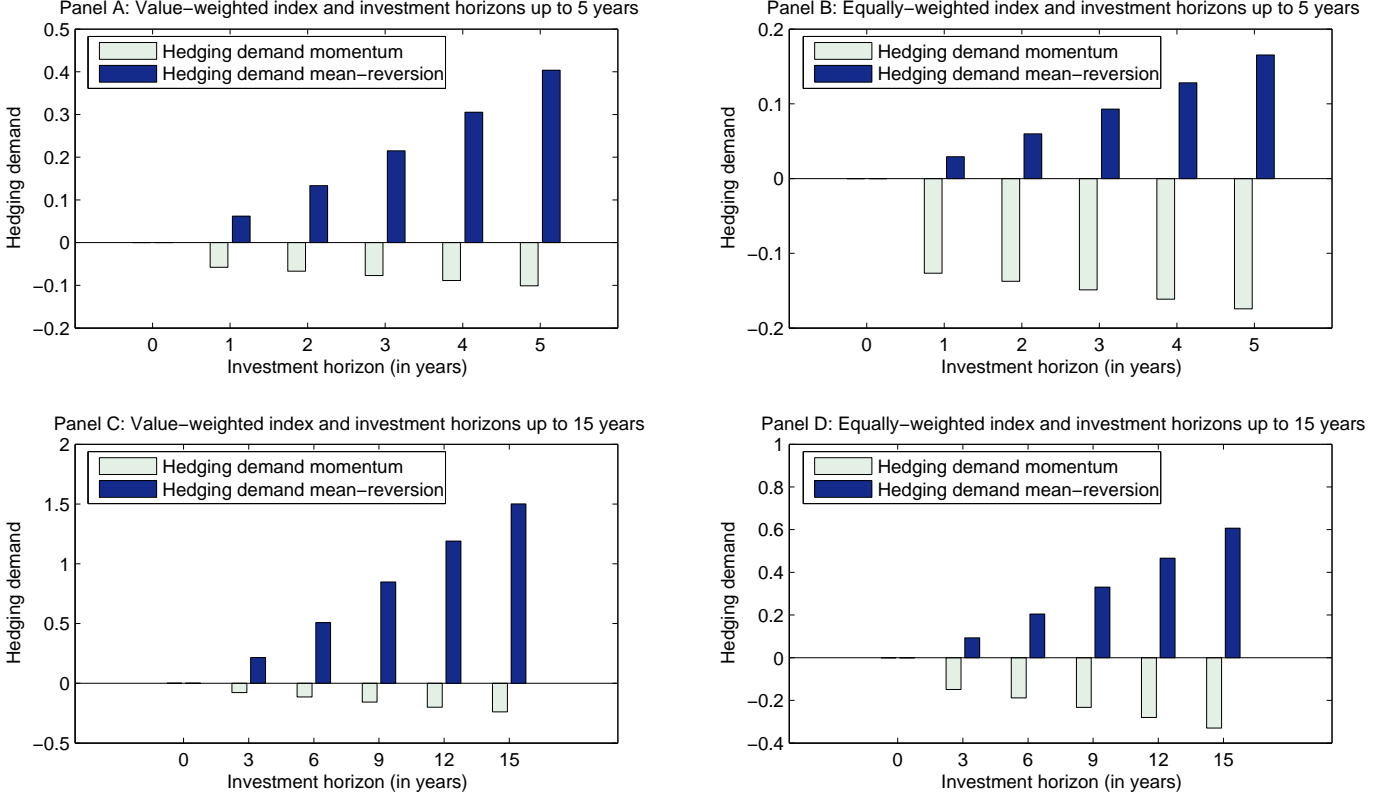 Panel A: Value−weighted index and investment horizons up to 5 years
0.5
0.4
0.3
0.2
0.1
0
−0.1
−0.2
Hedging demand
Hedging demand momentum
Hedging demand mean−reversion
0 1 2 3 4 5
Investment horizon (in years)
Panel B: Equally−weighted index and investment horizons up to 5 years
0.2
0.1
0
−0.1
−0.2
Hedging demand
Hedging demand momentum
Hedging demand mean−reversion
0 1 2 3 4 5
Investment horizon (in years)
Panel C: Value−weighted index and investment horizons up to 15 years
2
1.5
1
0.5
0
−0.5
Hedging demand
Hedging demand momentum
Hedging demand mean−reversion
0 3 6 9 12 15
Investment horizon (in years)
Panel D: Equally−weighted index and investment horizons up to 15 years
1
0.8
0.6
0.4
0.2
0
−0.2
−0.4
Hedging demand
Hedging demand momentum
Hedging demand mean−reversion
0 3 6 9 12 15
Investment horizon (in years)